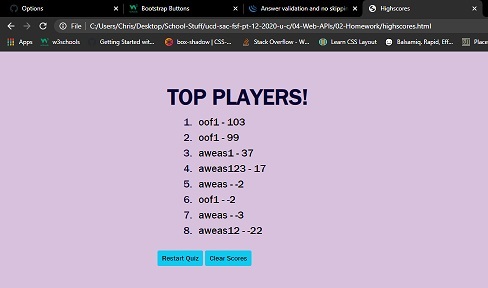 Options
Bootstrap Buttons
Answer validation and no skippin
Highscores
File | C:/Users/Chris/Desktop/School-Stuff/ucd-sac-fsf-pt-12-2020-u-c/04-Web-APIs/02-Homework/highscores.html
Apps w3schools Getting Started wit... box-shadow | CSS-... Stack Overflow - W... Learn CSS Layout Balsamiq. Rapid, Eff... Place
TOP PLAYERS!
1. oof1 - 103
2. oof1 - 99
3. aweas1 - 37
4. aweas123 - 17
5. aweas - -2
6. oof1 - -2
7. aweas - -3
8. aweas12 - -22
Restart Quiz Clear Scores